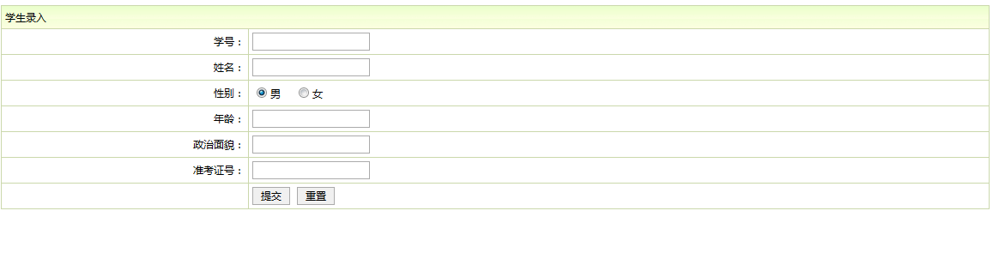 学生录入
学号：
姓名：
性别： 男 女
年龄：
政治面貌：
准考证号：
提交 重置